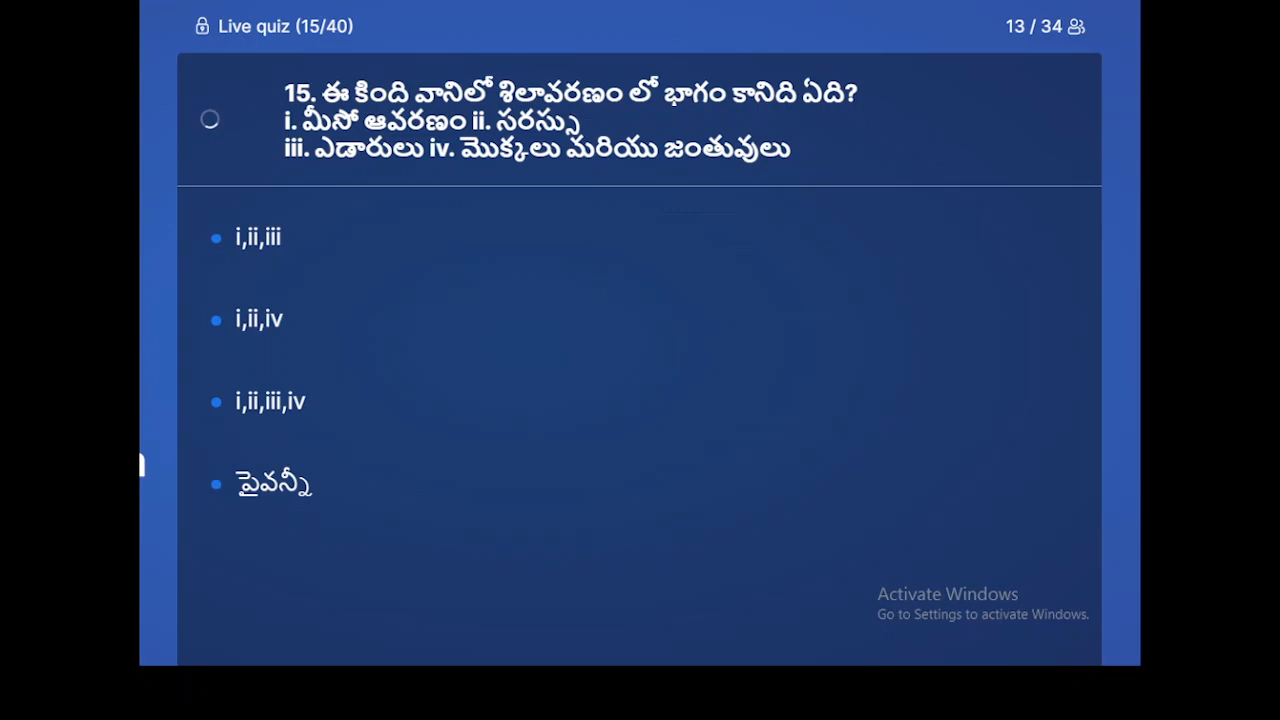 Live quiz (15/40)
13 / 34
15. ఈ కింది వానిలో శిలావరణం లో భాగం కానిది ఏది?
i. మీసో ఆవరణం ii. సరస్సు
iii. ఎడారులు iv. మొక్కలు మరియు జంతువులు
i,ii,iii
i,ii,iv
i,ii,iii,iv
పైవన్నీ
Activate Windows
Go to Settings to activate Windows.